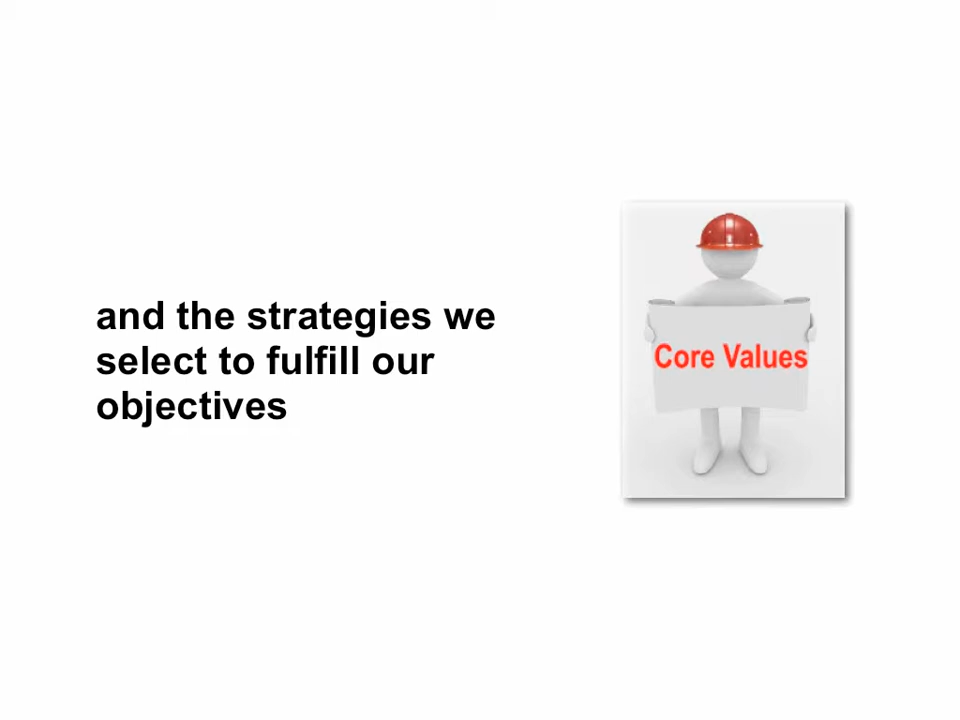 and the strategies we
select to fulfill our
objectives
Core Values